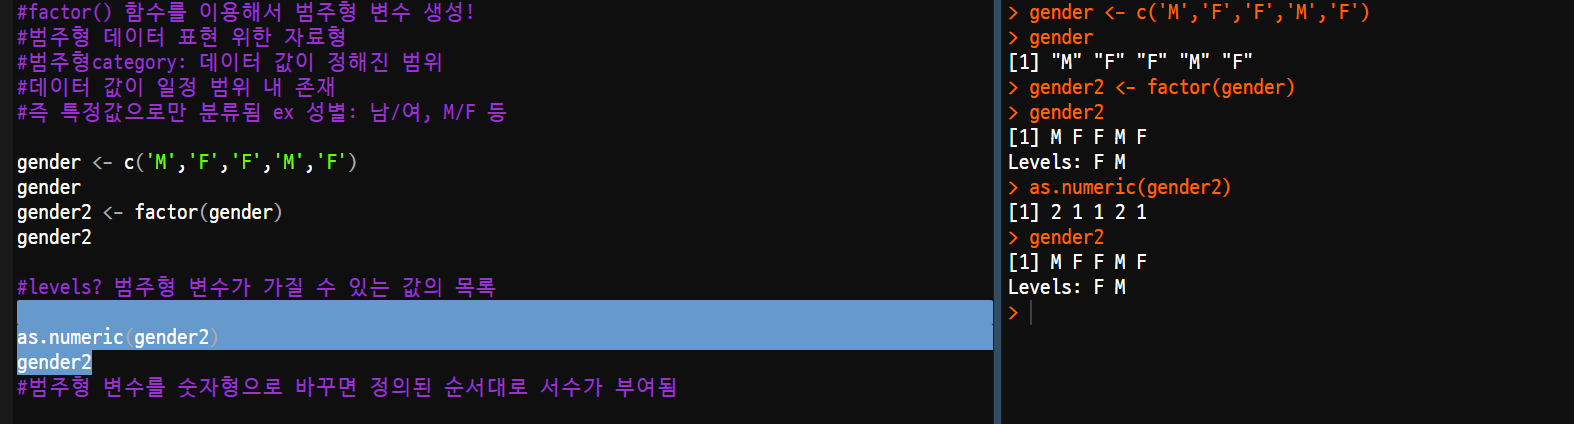 #factor() 함수를 이용해서 범주형 변수 생성!
#범주형 데이터 표현 위한 자료형
#범주형category: 데이터 값이 정해진 범위
#데이터 값이 일정 범위 내 존재
#즉 특정값으로만 분류됨 ex 성별: 남/여, M/F 등
gender <- c('M','F','F','M','F')
gender
gender2 <- factor(gender)
gender2
#levels? 범주형 변수가 가질 수 있는 값의 목록
as.numeric(gender2)
gender2
#범주형 변수를 숫자형으로 바꾸면 정의된 순서대로 서수가 부여됨
> gender <- c('M','F','F','M','F')
> gender
[1] "M" "F" "F" "M" "F"
> gender2 <- factor(gender)
> gender2
[1] M F F M F
Levels: F M
> as.numeric(gender2)
[1] 2 1 1 2 1
> gender2
[1] M F F M F
Levels: F M
>